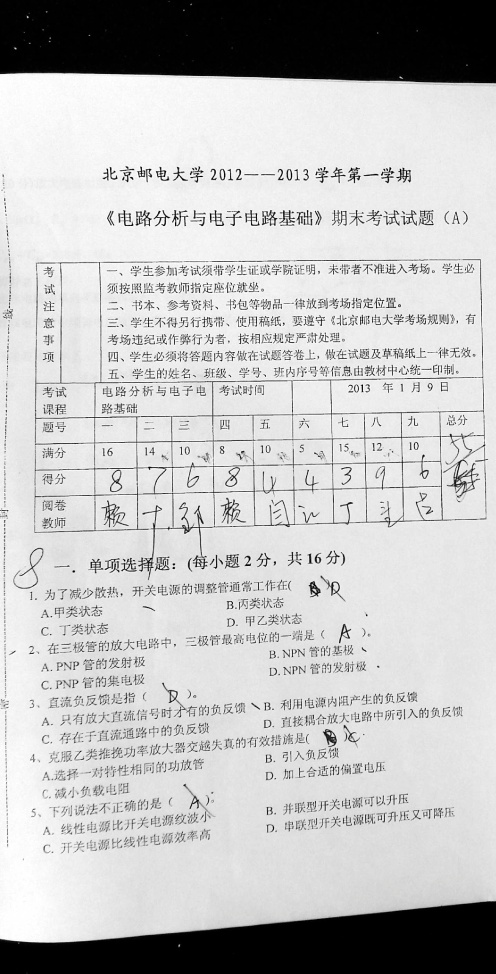 北京邮电大学2012——2013学年第一学期
《电路分析与电子电路基础》期末考试试题（A）
考试注意事项
一、学生参加考试须带学生证或学院证明，未带者不准进入考场。学生必
须按照监考教师指定座位就坐。
二、书本、参考资料、书包等物品一律放到考场指定位置。
三、学生不得另行携带、使用稿纸，要遵守《北京邮电大学考场规则》，有
考场违纪或作弊行为者，按相应规定严肃处理。
四、学生必须将答题内容做在试题答卷上，做在试题及草稿纸上一律无效。
五、学生的姓名、班级、学号、班内序号等信息由教材中心统一印制。
考试 电路分析与电子电 考试时间 2013 年 1 月 9 日
课程 路基础
题号 一 二 三 四 五 六 七 八 九 总分
满分 16 14 10 8 10 5 15 12 10 55
得分 8 7 6 8 4 4 3 9 6
阅卷
教师 赖 丁 邹 赖 闫 丁
8 一．单项选择题：(每小题 2 分，共 16 分)
1. 为了减少散热，开关电源的调整管通常工作在( D )
A.甲类状态 B.丙类状态
C. 丁类状态 D. 甲乙类状态
2、在三极管的放大电路中，三极管最高电位的一端是（ A ）。
A. PNP 管的发射极 B. NPN 管的基极
C. PNP 管的集电极 D. NPN 管的发射极
3、直流负反馈是指（ D ）。
A. 只有放大直流信号时才有的负反馈 B. 利用电源内阻产生的负反馈
C. 存在于直流通路中的负反馈 D. 直接耦合放大电路中所引入的负反馈
4、克服乙类推挽功率放大器交越失真的有效措施是( )
A.选择一对特性相同的功放管 B. 引入负反馈
C. 减小负载电阻 D. 加上合适的偏置电压
5、下列说法不正确的是（ A ）；
A. 线性电源比开关电源纹波小 B. 并联型开关电源可以升压
C. 开关电源比线性电源效率高 D. 串联型开关电源既可升压又可降压